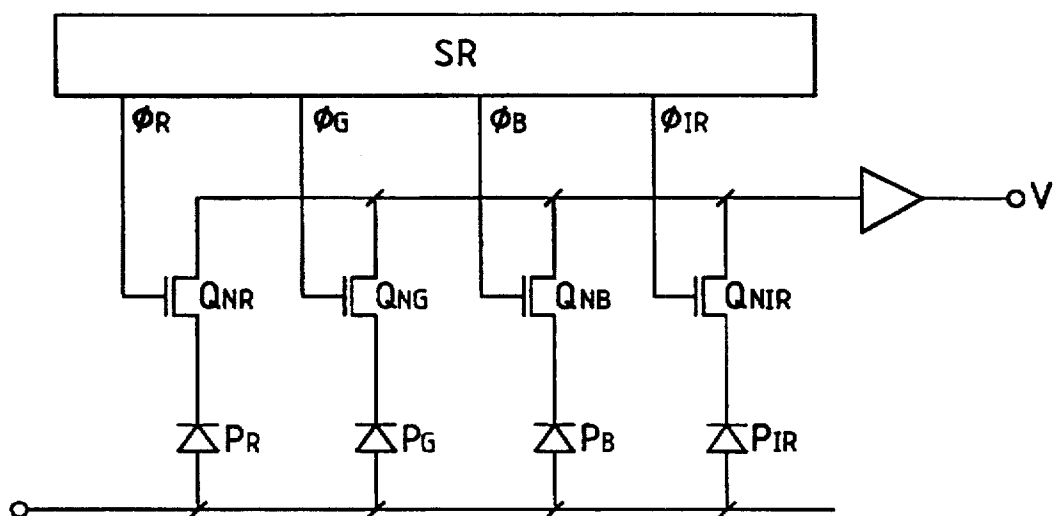 SR
φR φG φB φIR
V
QNR QNG QNB QNIR
PR PG PB PIR